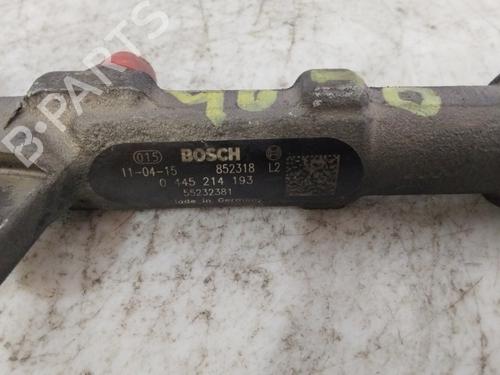 B-PARTS
015 BOSCH
11-04-15 852318 L2
0 445 214 193
55232381
Made in Germany